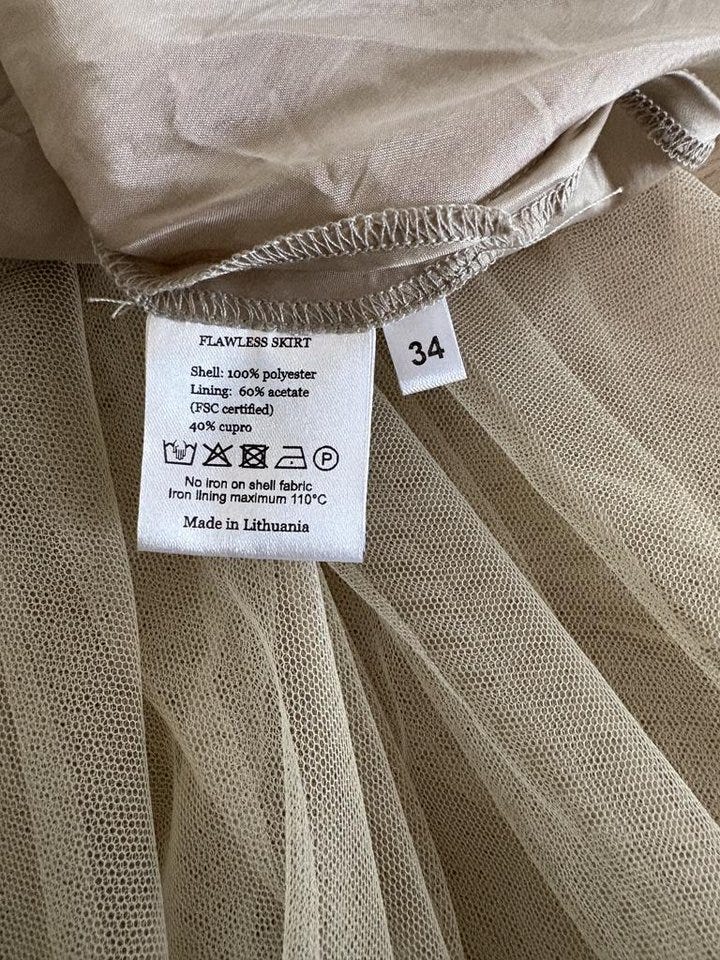 FLAWLESS SKIRT
34
Shell: 100% polyester
Lining: 60% acetate
(FSC certified)
40% cupro
P
No iron on shell fabric
Iron lining maximum 110°C
Made in Lithuania